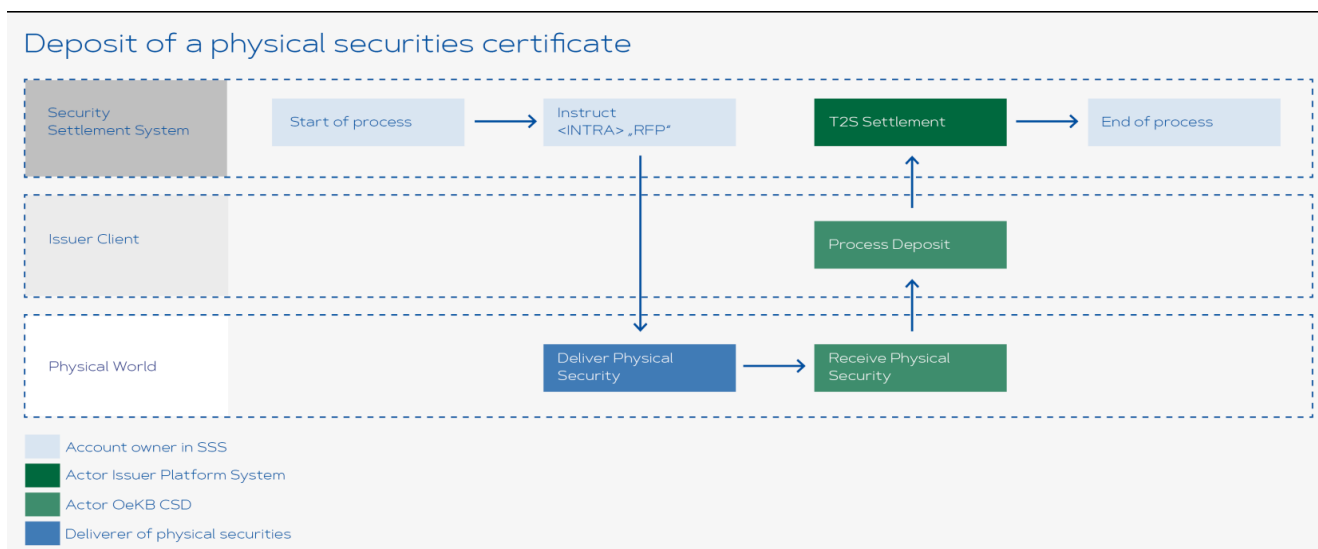 Deposit of a physical securities certificate
Security
Settlement System
Start of process
Instruct
<INTRA> „RFP“
T2S Settlement
End of process
Issuer Client
Process Deposit
Physical World
Deliver Physical
Security
Receive Physical
Security
Account owner in SSS
Actor Issuer Platform System
Actor OeKB CSD
Deliverer of physical securities